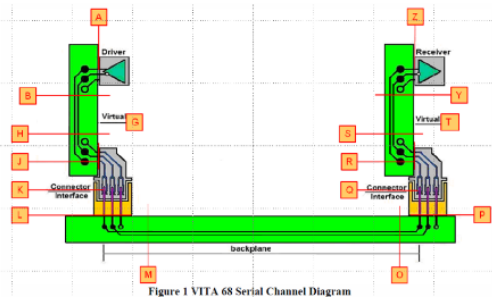 A
Z
Driver
Receiver
B
Y
Virtual
G
Virtual
T
H
S
J
R
K
Connector
Interface
Q
Connector
Interface
L
P
backplane
M
O
Figure 1 VITA 68 Serial Channel Diagram